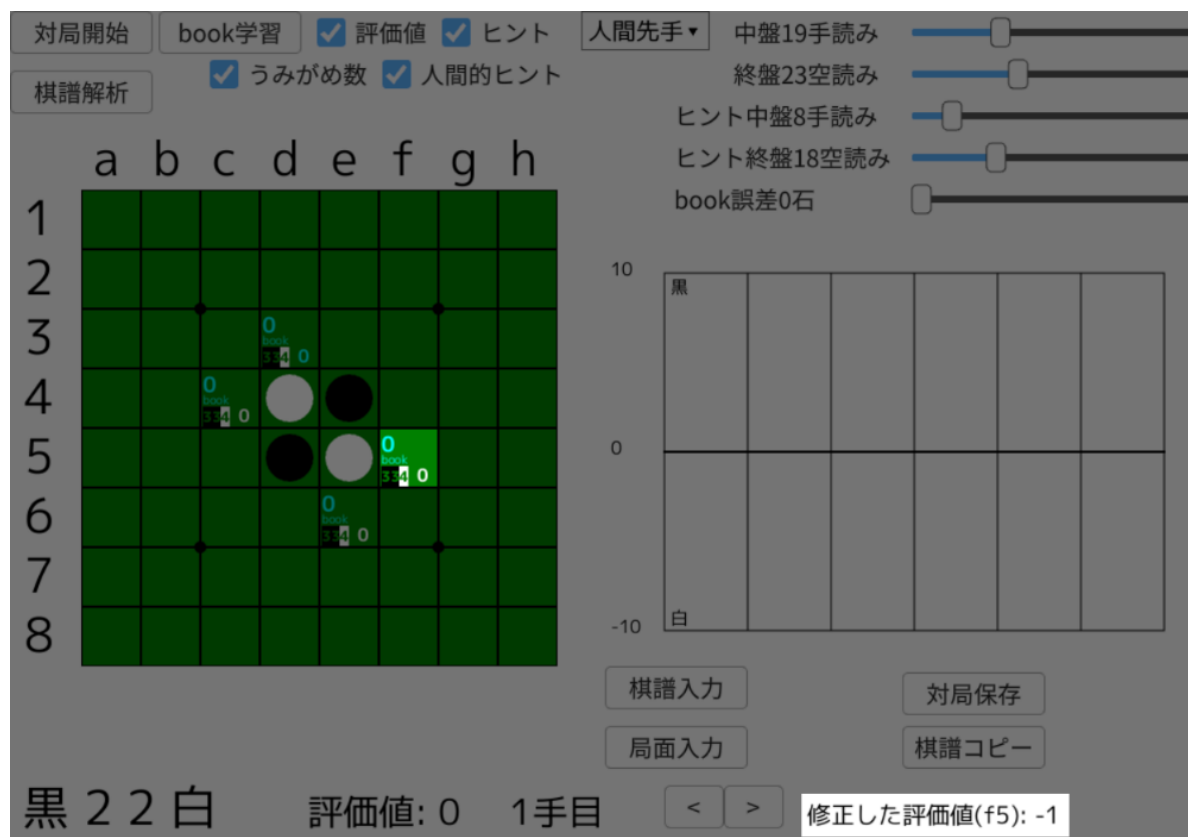 対局開始 book学習 評価値 ヒント 人間先手▾ 中盤19手読み
棋譜解析 うみがめ数 人間的ヒント 終盤23空読み
ヒント中盤8手読み
ヒント終盤18空読み
book誤差0石
a b c d e f g h
1
2
3
4
5
6
7
8
0
book
334 0
0
book
334 0
0
book
334 0
0
book
334 0
10
黒
0
白
-10
棋譜入力 対局保存
局面入力 棋譜コピー
黒 2 2 白 評価値: 0 1手目 < > 修正した評価値(f5): -1